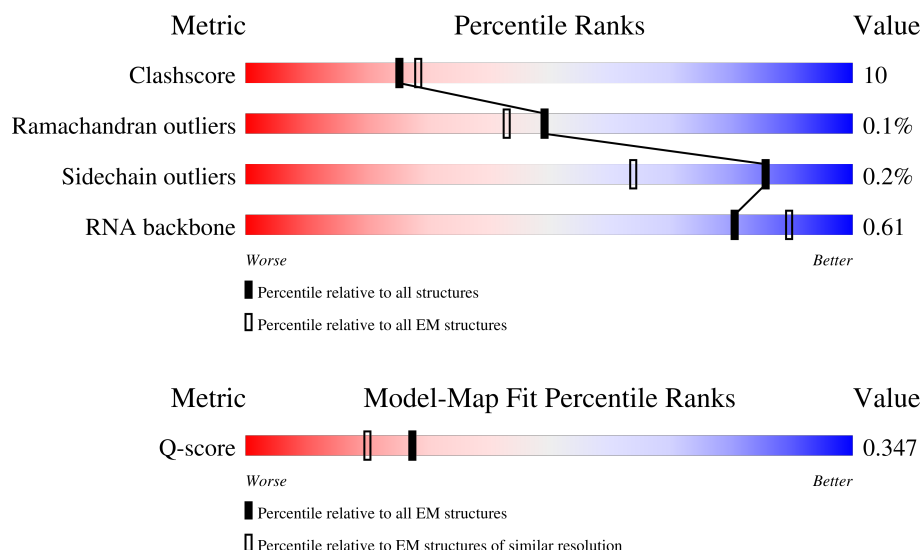 Metric Percentile Ranks Value
Clashscore 10
Ramachandran outliers 0.1%
Sidechain outliers 0.2%
RNA backbone 0.61
Worse Better
Percentile relative to all structures
Percentile relative to all EM structures
Metric Model-Map Fit Percentile Ranks Value
Q-score 0.347
Worse Better
Percentile relative to all EM structures
Percentile relative to EM structures of similar resolution